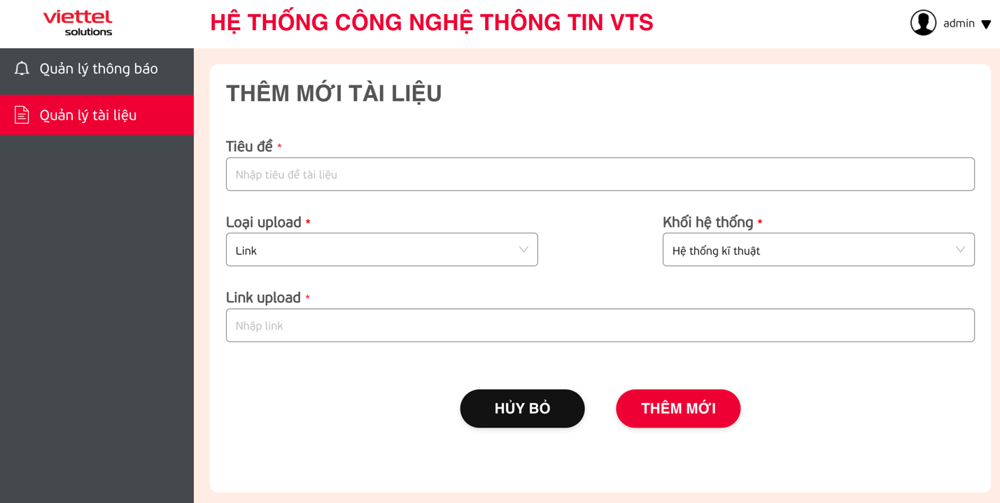 viettel
solutions
HỆ THỐNG CÔNG NGHỆ THÔNG TIN VTS
admin
Quản lý thông báo
Quản lý tài liệu
THÊM MỚI TÀI LIỆU
Tiêu đề *
Nhập tiêu đề tài liệu
Loại upload *
Khối hệ thống *
Link
Hệ thống kĩ thuật
Link upload *
Nhập link
HỦY BỎ
THÊM MỚI